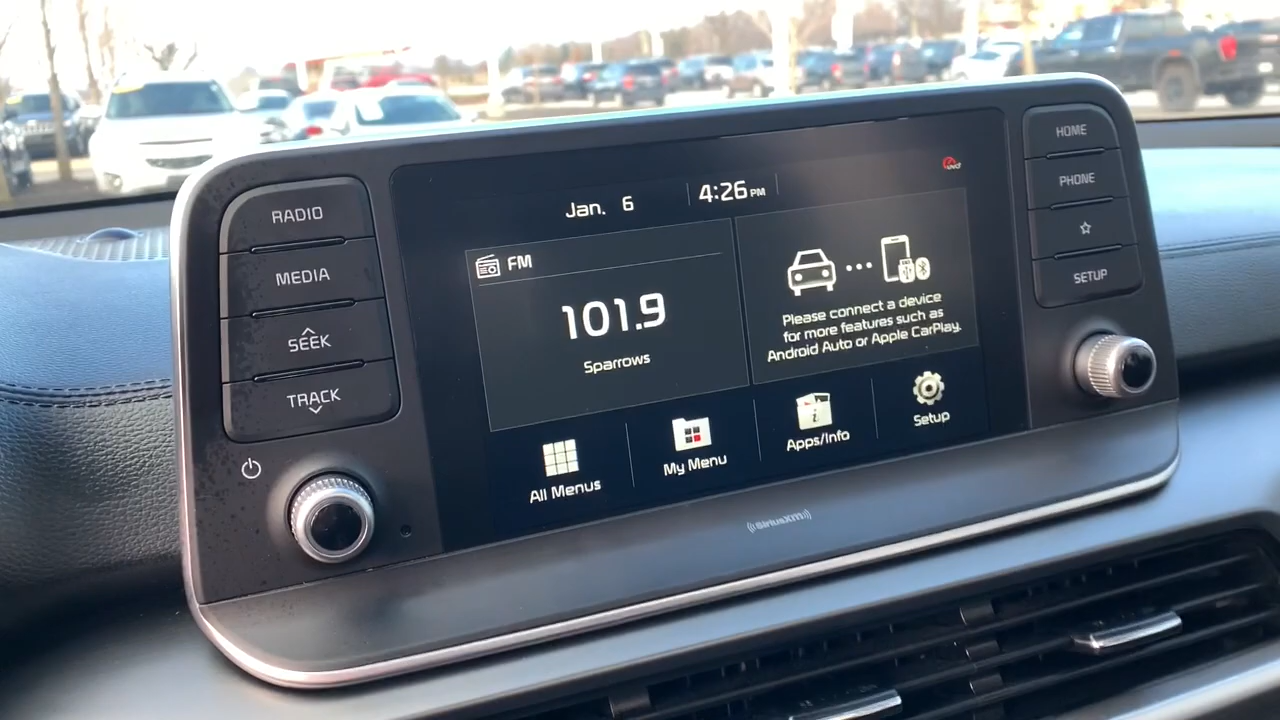 RADIO
MEDIA
SEEK
TRACK
Jan. 6
4:26 PM
FM
101.9
Sparrows
Please connect a device
for more features such as
Android Auto or Apple CarPlay.
All Menus
My Menu
Apps/Info
Setup
HOME
PHONE
SETUP
SiriusXM